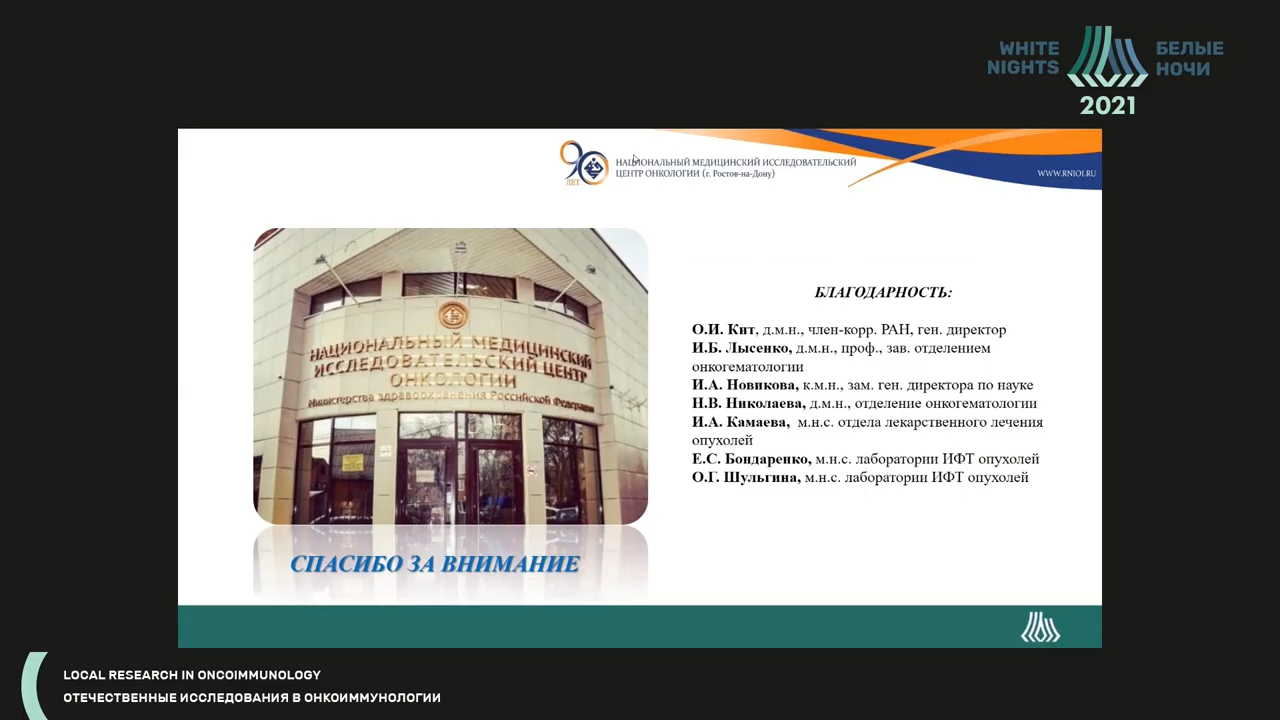 WHITE NIGHTS
БЕЛЫЕ НОЧИ
2021
90 ЛЕТ
НАЦИОНАЛЬНЫЙ МЕДИЦИНСКИЙ ИССЛЕДОВАТЕЛЬСКИЙ
ЦЕНТР ОНКОЛОГИИ (г. Ростов-на-Дону)
WWW.RNIOI.RU
НАЦИОНАЛЬНЫЙ МЕДИЦИНСКИЙ
ИССЛЕДОВАТЕЛЬСКИЙ ЦЕНТР
ОНКОЛОГИИ
Министерства здравоохранения Российской Федерации
СПАСИБО ЗА ВНИМАНИЕ
БЛАГОДАРНОСТЬ:
О.И. Кит, д.м.н., член-корр. РАН, ген. директор
И.Б. Лысенко, д.м.н., проф., зав. отделением
онкогематологии
И.А. Новикова, к.м.н., зам. ген. директора по науке
Н.В. Николаева, д.м.н., отделение онкогематологии
И.А. Камаева, м.н.с. отдела лекарственного лечения
опухолей
Е.С. Бондаренко, м.н.с. лаборатории ИФТ опухолей
О.Г. Шульгина, м.н.с. лаборатории ИФТ опухолей
LOCAL RESEARCH IN ONCOIMMUNOLOGY
ОТЕЧЕСТВЕННЫЕ ИССЛЕДОВАНИЯ В ОНКОИММУНОЛОГИИ